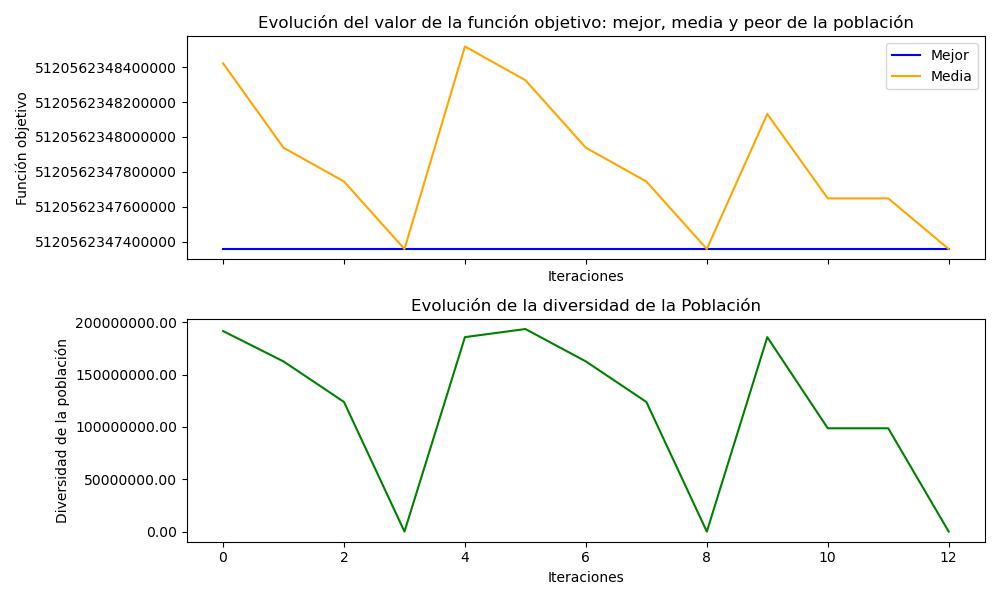 Evolución del valor de la función objetivo: mejor, media y peor de la población
Función objetivo
5120562348400000
5120562348200000
5120562348000000
5120562347800000
5120562347600000
5120562347400000
Mejor
Media
Iteraciones
Evolución de la diversidad de la Población
Diversidad de la población
200000000.00
150000000.00
100000000.00
50000000.00
0.00
0 2 4 6 8 10 12
Iteraciones